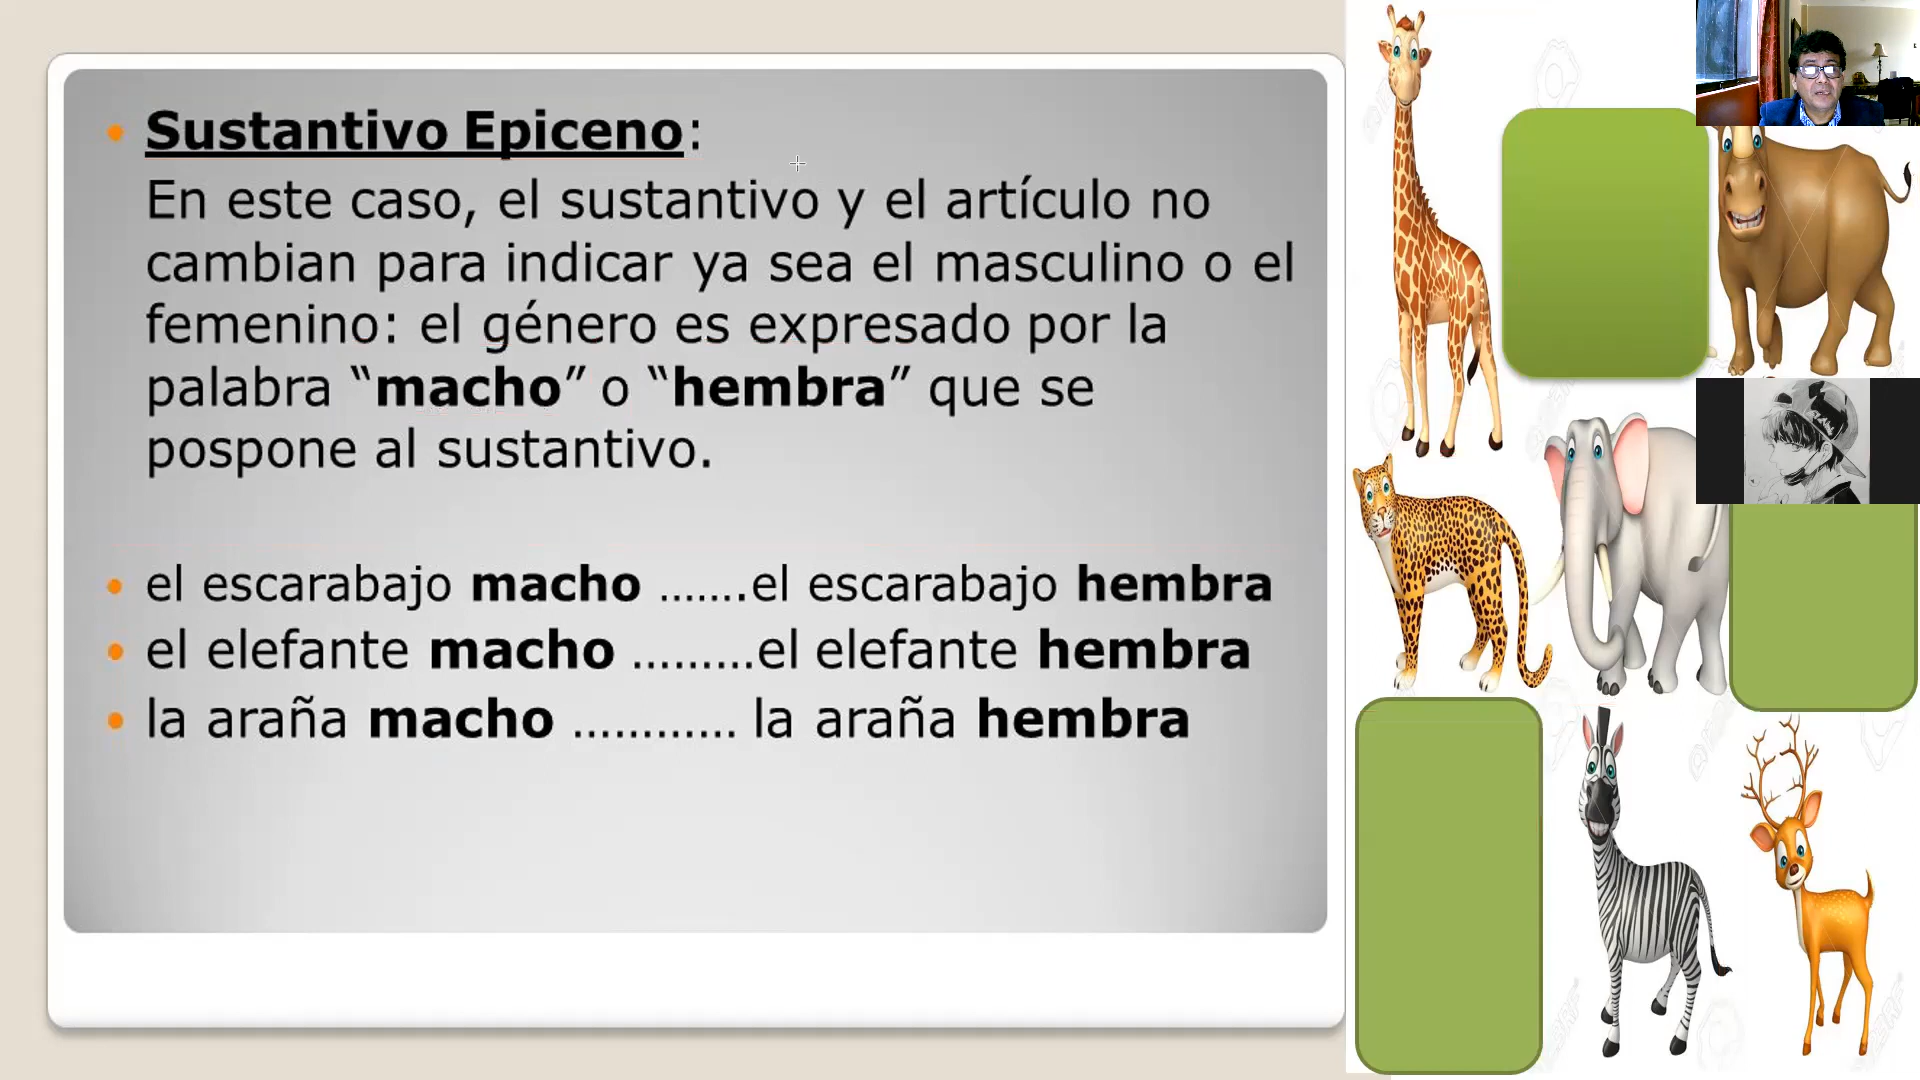 Sustantivo Epiceno:
En este caso, el sustantivo y el artículo no
cambian para indicar ya sea el masculino o el
femenino: el género es expresado por la
palabra “macho” o “hembra” que se
pospone al sustantivo.
el escarabajo macho .......el escarabajo hembra
el elefante macho .........el elefante hembra
la araña macho ............ la araña hembra